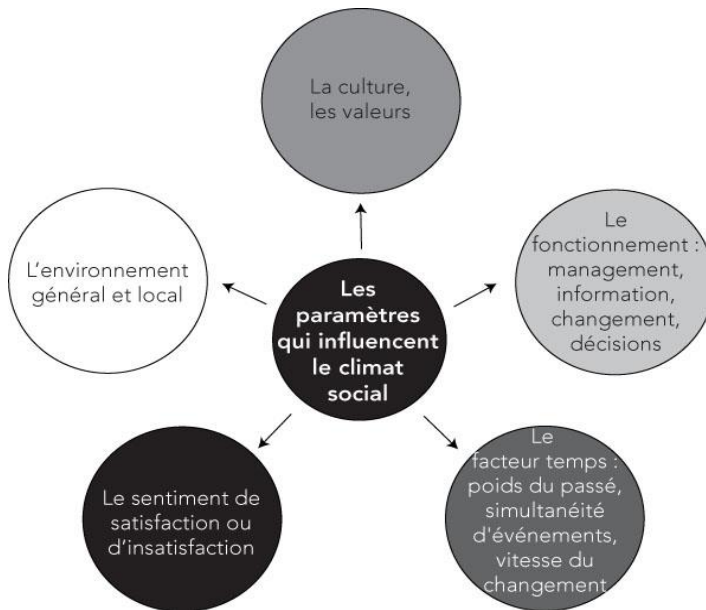 La culture,
les valeurs
L'environnement
général et local
Le
fonctionnement :
management,
information,
changement,
décisions
Les
paramètres
qui influencent
le climat
social
Le sentiment de
satisfaction ou
d'insatisfaction
Le
facteur temps :
poids du passé,
simultanéité
d'événements,
vitesse du
changement